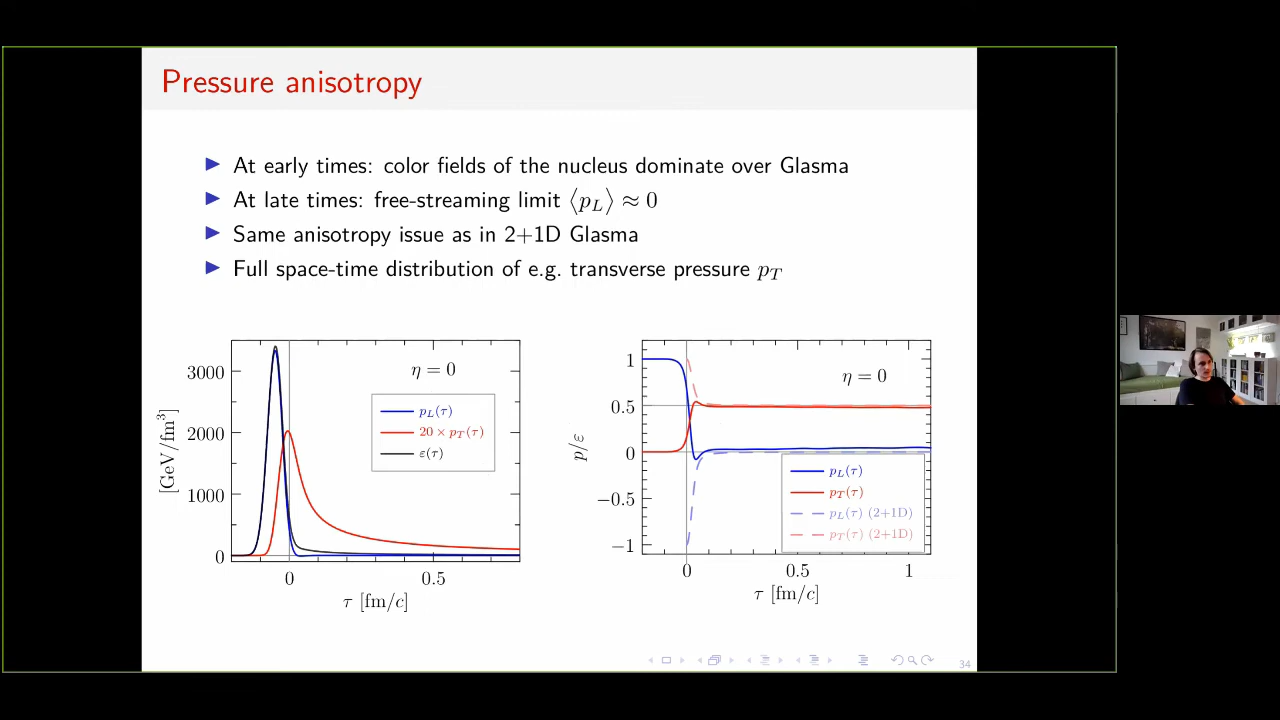 Pressure anisotropy
At early times: color fields of the nucleus dominate over Glasma
At late times: free-streaming limit ⟨p_L⟩ ≈ 0
Same anisotropy issue as in 2+1D Glasma
Full space-time distribution of e.g. transverse pressure p_T
[GeV/fm³]
3000
2000
1000
0
η = 0
p_L(τ)
20 × p_T(τ)
ε(τ)
0
0.5
τ [fm/c]
p/ε
1
0.5
0
−0.5
−1
η = 0
p_L(τ)
p_T(τ)
p_L(τ) (2+1D)
p_T(τ) (2+1D)
0
0.5
1
τ [fm/c]
34